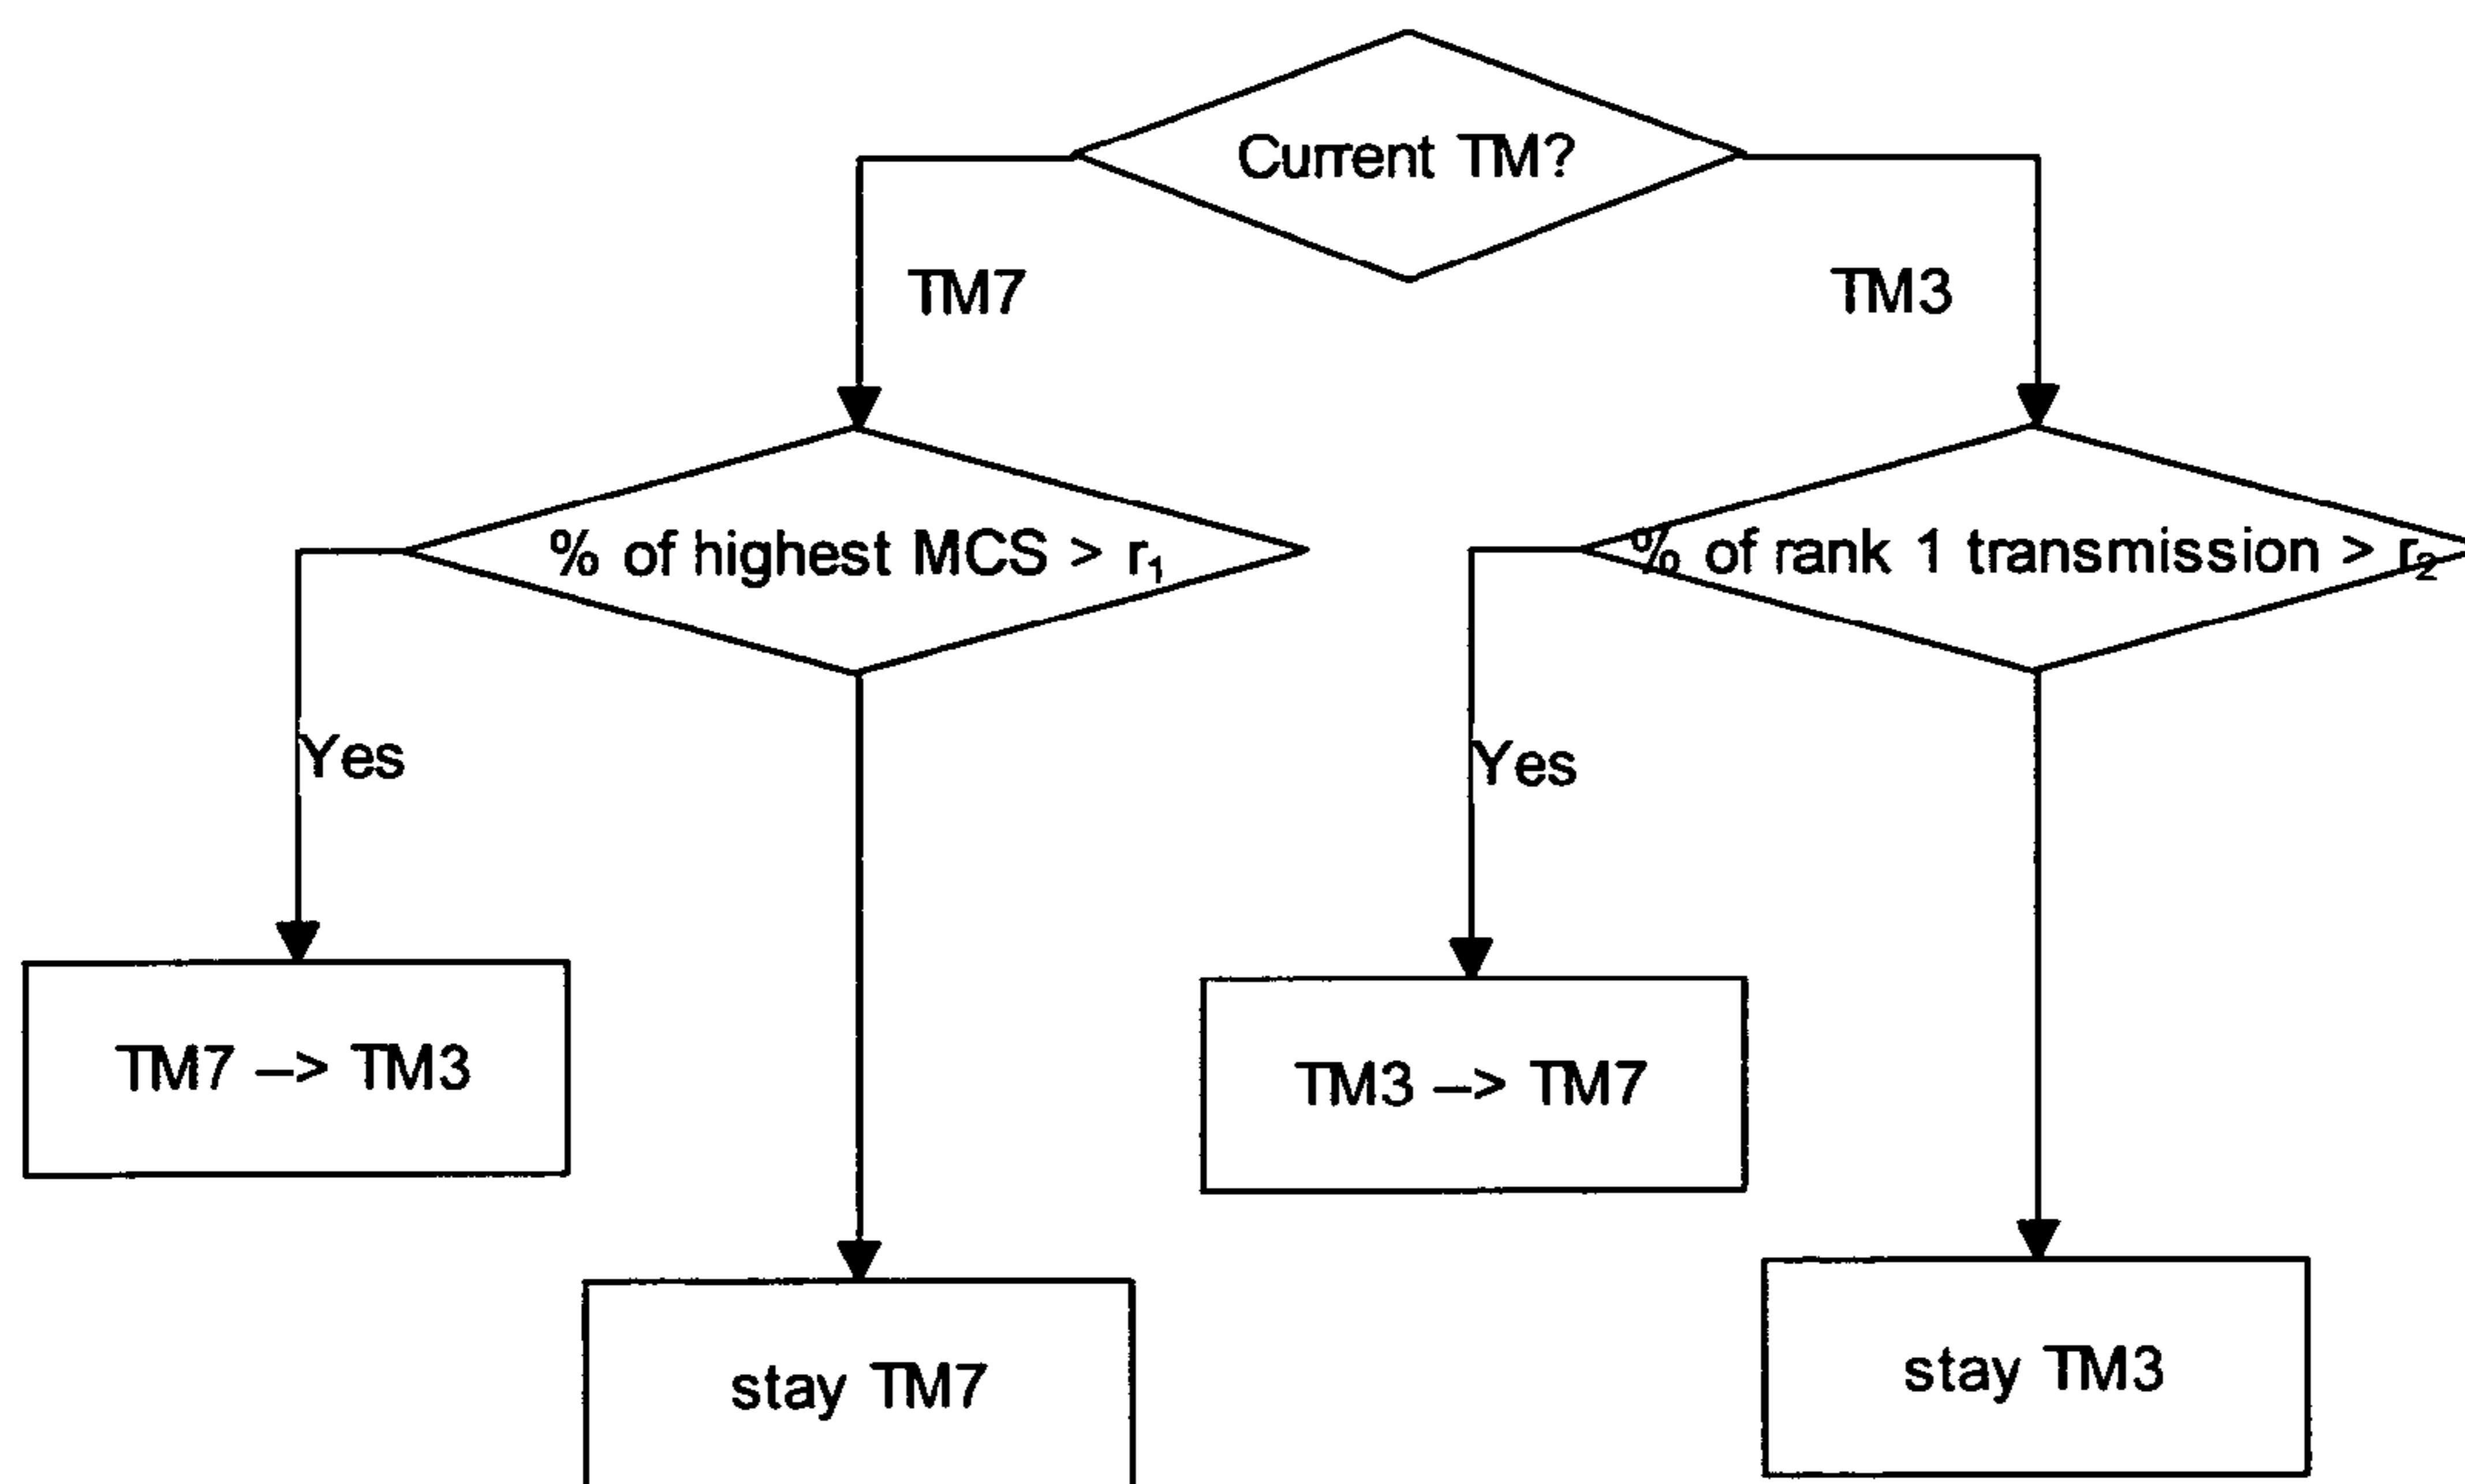 Current TM?
TM7
TM3
% of highest MCS > r₁
% of rank 1 transmission > r₂
Yes
Yes
TM7 –> TM3
TM3 –> TM7
stay TM7
stay TM3